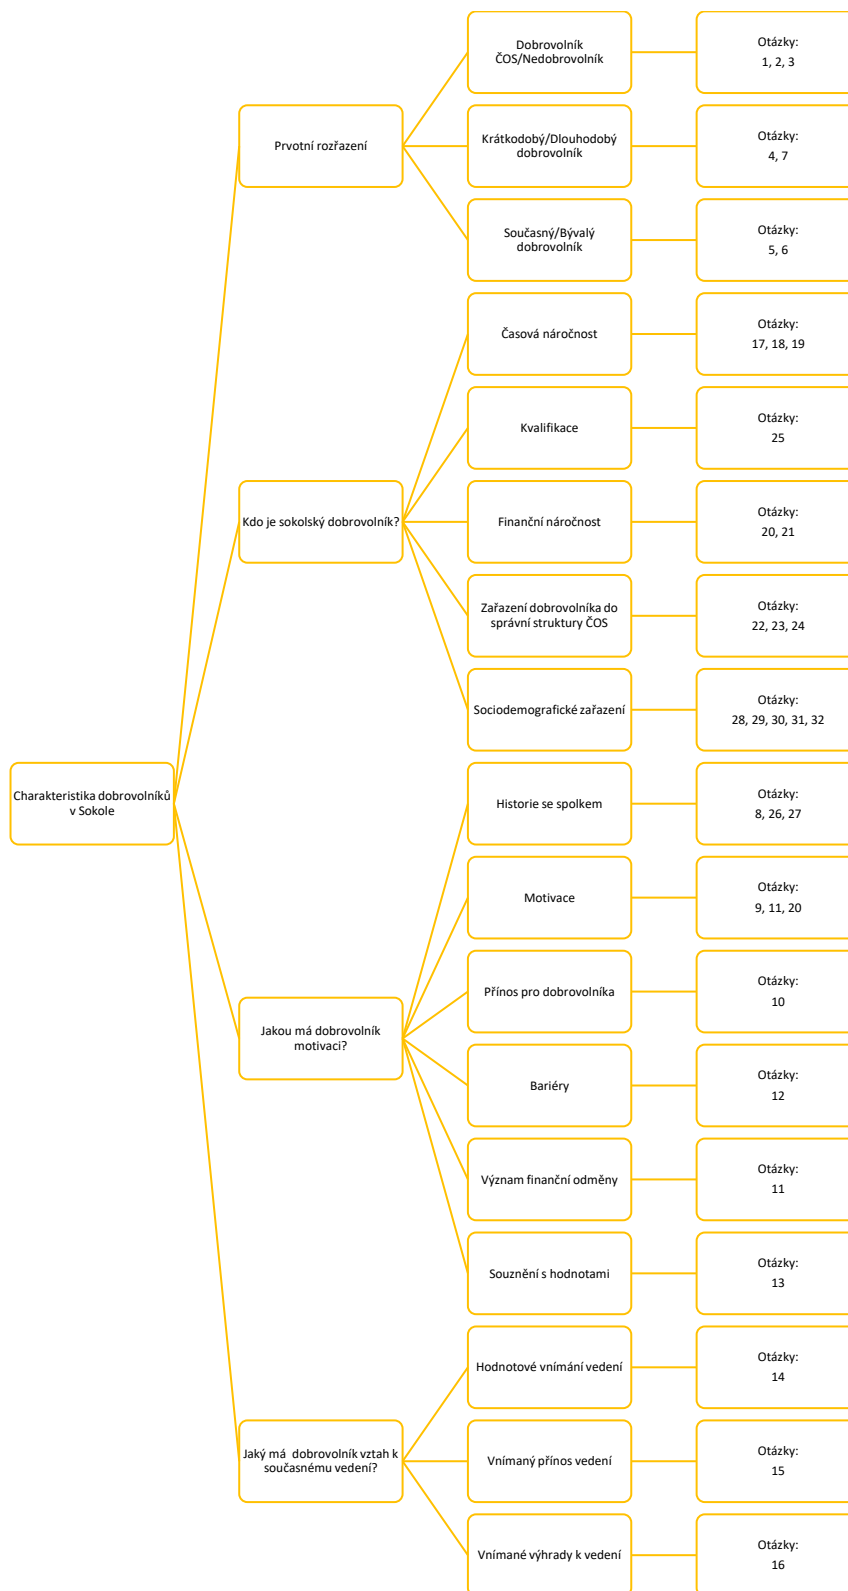 Charakteristika dobrovolníků
v Sokole
Prvotní rozřazení
Dobrovolník
ČOS/Nedobrovolník
Otázky:
1, 2, 3
Krátkodobý/Dlouhodobý
dobrovolník
Otázky:
4, 7
Současný/Bývalý
dobrovolník
Otázky:
5, 6
Kdo je sokolský dobrovolník?
Časová náročnost
Otázky:
17, 18, 19
Kvalifikace
Otázky:
25
Finanční náročnost
Otázky:
20, 21
Zařazení dobrovolníka do
správní struktury ČOS
Otázky:
22, 23, 24
Sociodemografické zařazení
Otázky:
28, 29, 30, 31, 32
Jakou má dobrovolník
motivaci?
Historie se spolkem
Otázky:
8, 26, 27
Motivace
Otázky:
9, 11, 20
Přínos pro dobrovolníka
Otázky:
10
Bariéry
Otázky:
12
Význam finanční odměny
Otázky:
11
Souznění s hodnotami
Otázky:
13
Jaký má dobrovolník vztah k
současnému vedení?
Hodnotové vnímání vedení
Otázky:
14
Vnímaný přínos vedení
Otázky:
15
Vnímané výhrady k vedení
Otázky:
16